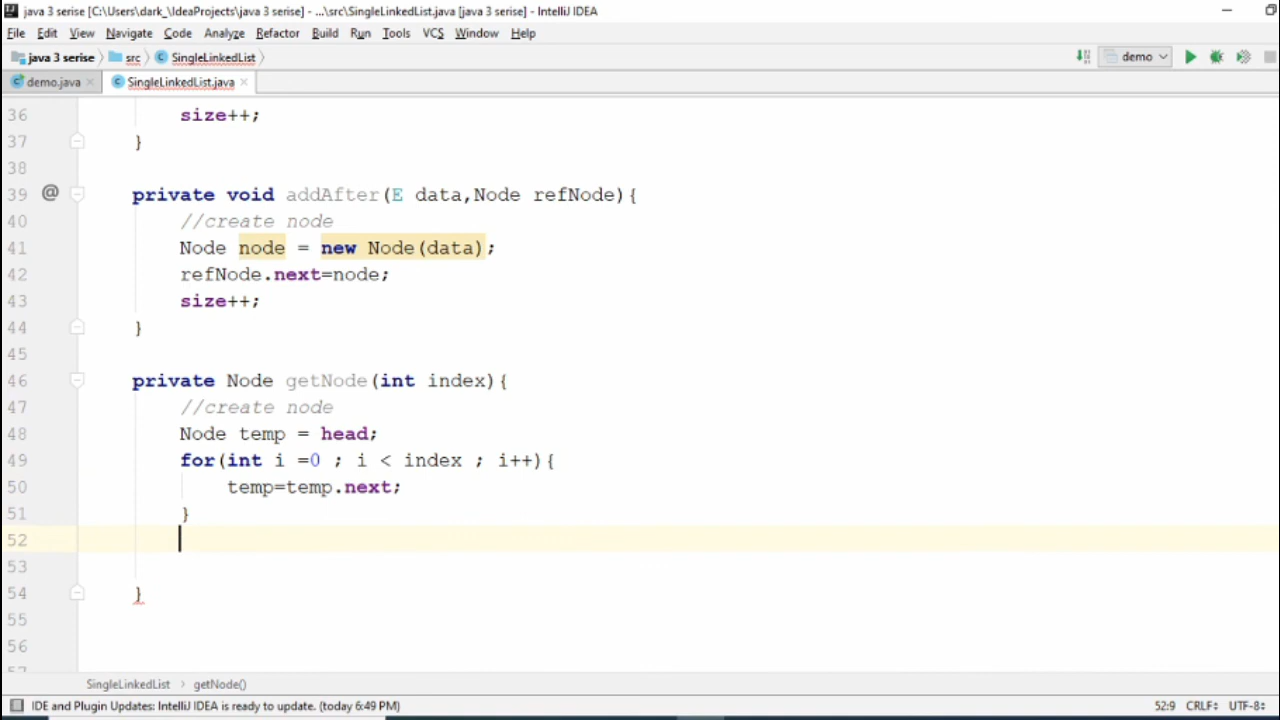 java 3 serise [C:\Users\dark_\IdeaProjects\java 3 serise] - ...\src\SingleLinkedList.java [java 3 serise] - IntelliJ IDEA
File Edit View Navigate Code Analyze Refactor Build Run Tools VCS Window Help
java 3 serise src SingleLinkedList demo
demo.java SingleLinkedList.java
36 size++;
37 }
38
39 @ private void addAfter(E data,Node refNode){
40 //create node
41 Node node = new Node(data);
42 refNode.next=node;
43 size++;
44 }
45
46 private Node getNode(int index){
47 //create node
48 Node temp = head;
49 for(int i =0 ; i < index ; i++){
50 temp=temp.next;
51 }
52
53
54 }
55
56
57
SingleLinkedList › getNode()
IDE and Plugin Updates: IntelliJ IDEA is ready to update. (today 6:49 PM) 52:9 CRLF UTF-8